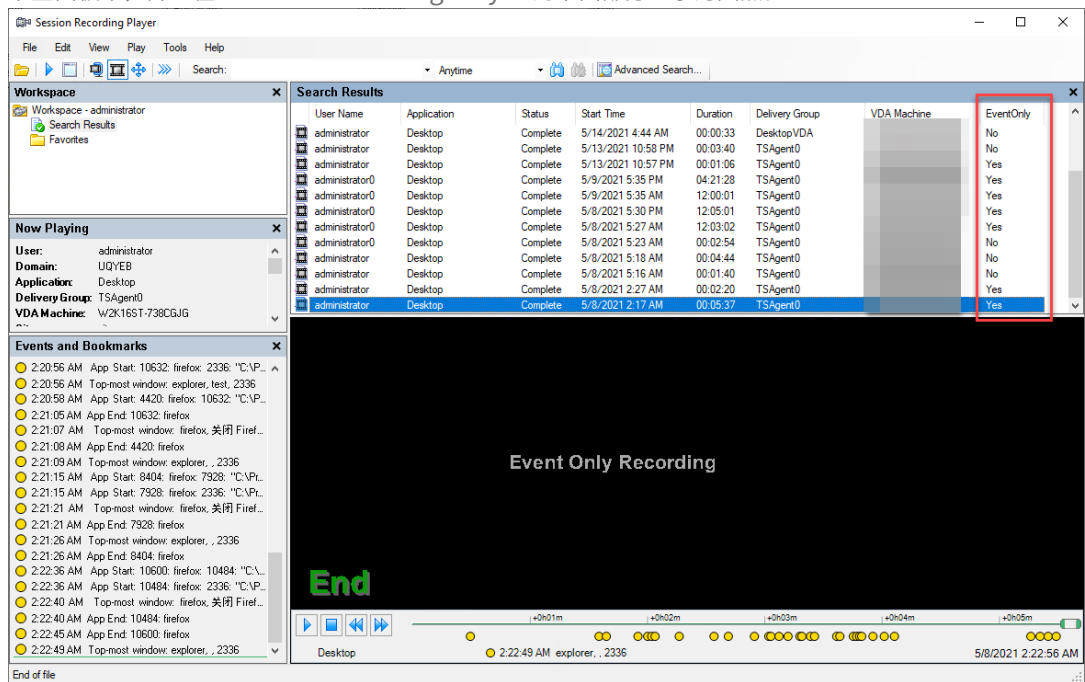 Session Recording Player
File Edit View Play Tools Help
Search: Anytime Advanced Search...
Workspace
Workspace - administrator
Search Results
Favorites
Now Playing
User: administrator
Domain: UQYEB
Application: Desktop
Delivery Group: TSAgent0
VDA Machine: W2K16ST-738CGJG
Events and Bookmarks
2:20:56 AM App Start: 10632: firefox: 2336: "C:\P...
2:20:56 AM Top-most window: explorer, test, 2336
2:20:58 AM App Start: 4420: firefox: 10632: "C:\P...
2:21:05 AM App End: 10632: firefox
2:21:07 AM Top-most window: firefox, 关闭 Firef...
2:21:08 AM App End: 4420: firefox
2:21:09 AM Top-most window: explorer, , 2336
2:21:15 AM App Start: 8404: firefox: 7928: "C:\Pr...
2:21:15 AM App Start: 7928: firefox: 2336: "C:\Pr...
2:21:21 AM Top-most window: firefox, 关闭 Firef...
2:21:21 AM App End: 7928: firefox
2:21:26 AM Top-most window: explorer, , 2336
2:21:26 AM App End: 8404: firefox
2:22:36 AM App Start: 10600: firefox: 10484: "C:\...
2:22:36 AM App Start: 10484: firefox: 2336: "C:\P...
2:22:40 AM Top-most window: firefox, 关闭 Firef...
2:22:40 AM App End: 10484: firefox
2:22:45 AM App End: 10600: firefox
2:22:49 AM Top-most window: explorer, , 2336
Search Results
User Name Application Status Start Time Duration Delivery Group VDA Machine EventOnly
administrator Desktop Complete 5/14/2021 4:44 AM 00:00:33 DesktopVDA No
administrator Desktop Complete 5/13/2021 10:58 PM 00:03:40 TSAgent0 No
administrator Desktop Complete 5/13/2021 10:57 PM 00:01:06 TSAgent0 Yes
administrator0 Desktop Complete 5/9/2021 5:35 PM 04:21:28 TSAgent0 Yes
administrator0 Desktop Complete 5/9/2021 5:35 AM 12:00:01 TSAgent0 Yes
administrator0 Desktop Complete 5/8/2021 5:30 PM 12:05:01 TSAgent0 Yes
administrator0 Desktop Complete 5/8/2021 5:27 AM 12:03:02 TSAgent0 Yes
administrator0 Desktop Complete 5/8/2021 5:23 AM 00:02:54 TSAgent0 No
administrator Desktop Complete 5/8/2021 5:18 AM 00:04:44 TSAgent0 No
administrator Desktop Complete 5/8/2021 5:16 AM 00:01:40 TSAgent0 No
administrator Desktop Complete 5/8/2021 2:27 AM 00:02:20 TSAgent0 Yes
administrator Desktop Complete 5/8/2021 2:17 AM 00:05:37 TSAgent0 Yes
Event Only Recording
End
+0h01m +0h02m +0h03m +0h04m +0h05m
Desktop 2:22:49 AM explorer, , 2336 5/8/2021 2:22:56 AM
End of file